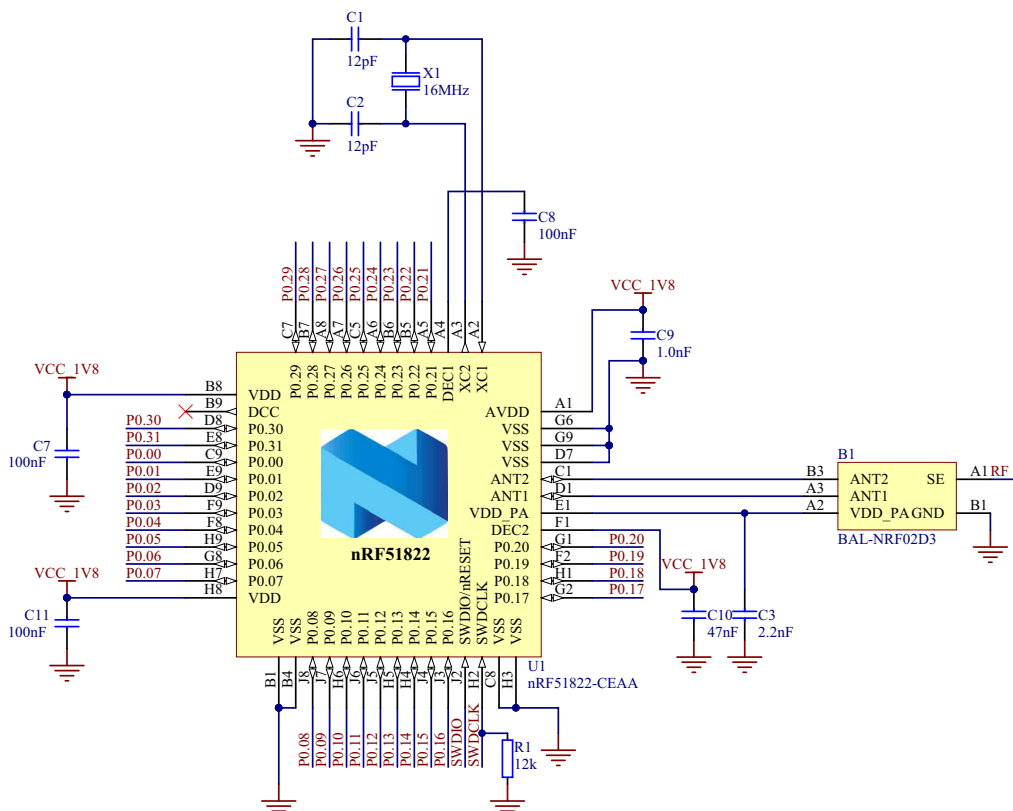 C1
12pF
X1
16MHz
C2
12pF
C8
100nF
P0.29
P0.28
P0.27
P0.26
P0.25
P0.24
P0.23
P0.22
P0.21
C7
B7
A8
A7
C5
A6
B6
B5
A5
A4
A3
A2
P0.29
P0.28
P0.27
P0.26
P0.25
P0.24
P0.23
P0.22
P0.21
DEC1
XC2
XC1
VCC_1V8
C9
1.0nF
VCC_1V8
C7
100nF
B8 VDD
B9 DCC
P0.30 D8 P0.30
P0.31 E8 P0.31
P0.00 C9 P0.00
P0.01 E9 P0.01
P0.02 D9 P0.02
P0.03 F9 P0.03
P0.04 F8 P0.04
P0.05 H9 P0.05
P0.06 G8 P0.06
P0.07 H7 P0.07
H8 VDD
VCC_1V8
C11
100nF
nRF51822
AVDD A1
VSS G6
VSS G9
VSS D7
ANT2 C1
ANT1 D1
VDD_PA E1
DEC2 F1
P0.20 G1 P0.20
P0.19 F2 P0.19
P0.18 H1 P0.18
P0.17 G2 P0.17
B1
B3 ANT2 SE A1 RF
A3 ANT1
A2 VDD_PA GND B1
BAL-NRF02D3
VCC_1V8
C10
47nF
C3
2.2nF
VSS
VSS
P0.08
P0.09
P0.10
P0.11
P0.12
P0.13
P0.14
P0.15
P0.16
SWDIO/nRESET
SWDCLK
VSS
VSS
U1
nRF51822-CEAA
B1
B4
J8
J7
H6
J6
J5
H5
H4
J4
J3
J2
H2
C8
H3
P0.08
P0.09
P0.10
P0.11
P0.12
P0.13
P0.14
P0.15
P0.16
SWDIO
SWDCLK
R1
12k